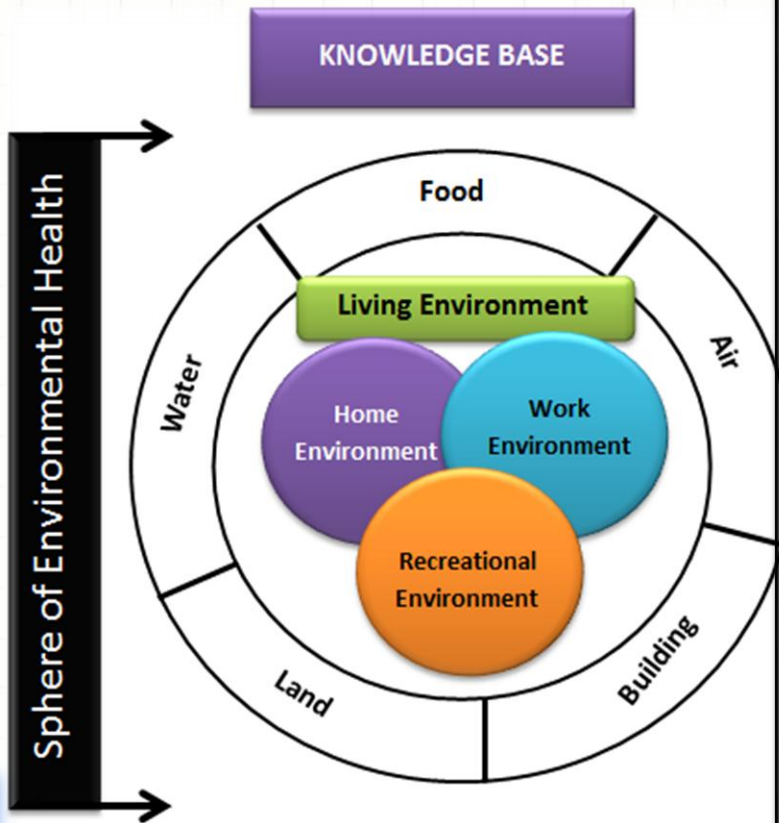 KNOWLEDGE BASE
Sphere of Environmental Health
Food
Living Environment
Water
Air
Home
Environment
Work
Environment
Recreational
Environment
Land
Building